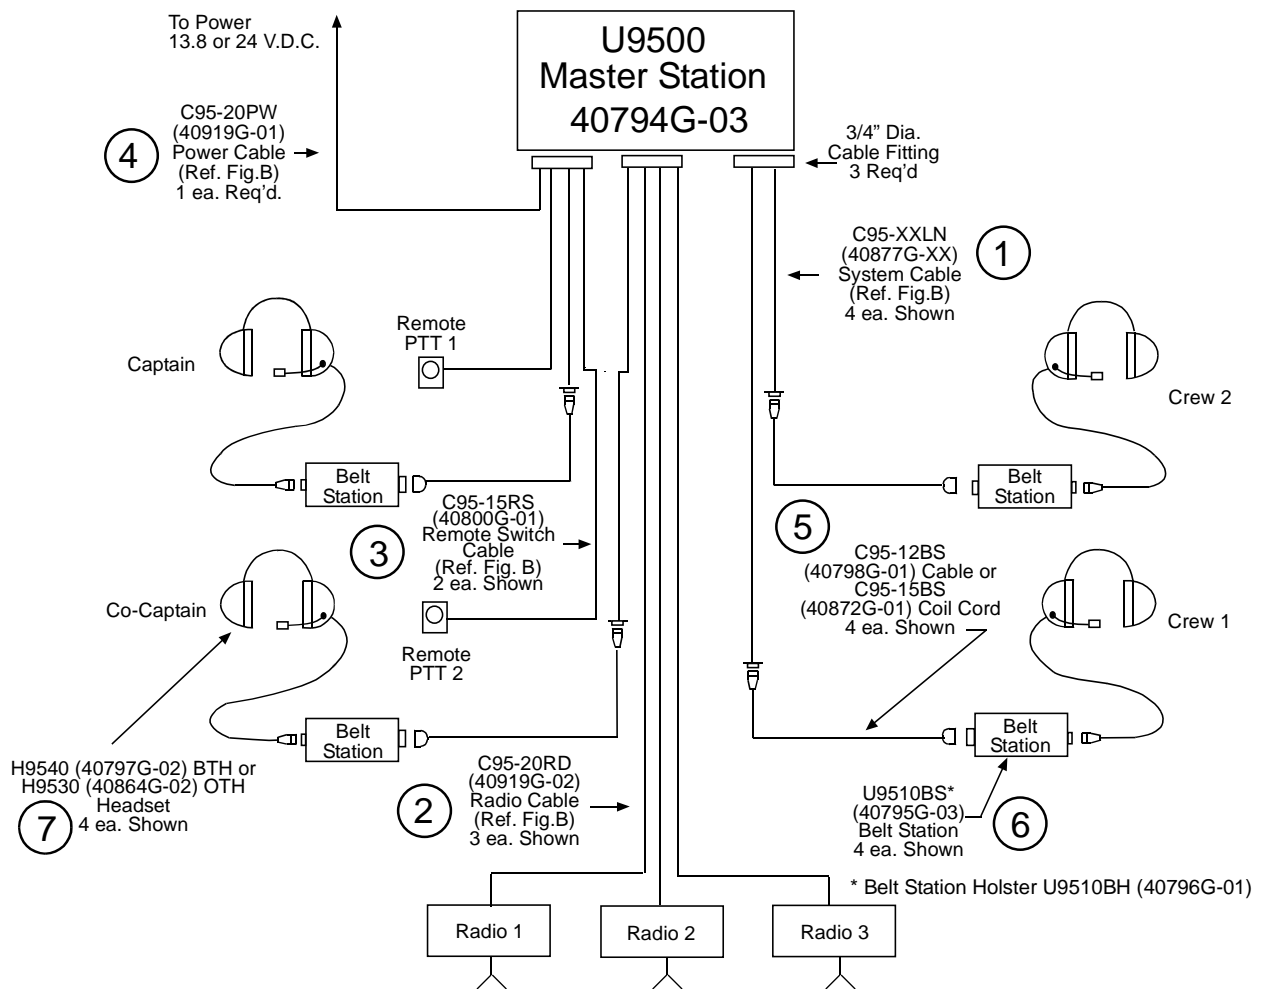 To Power
13.8 or 24 V.D.C.
U9500
Master Station
40794G-03
C95-20PW
(40919G-01)
Power Cable
(Ref. Fig.B)
1 ea. Req'd.
4
3/4” Dia.
Cable Fitting
3 Req'd
C95-XXLN
(40877G-XX)
System Cable
(Ref. Fig.B)
4 ea. Shown
1
Captain
Remote
PTT 1
Crew 2
Belt
Station
Belt
Station
C95-15RS
(40800G-01)
Remote Switch
Cable
(Ref. Fig. B)
2 ea. Shown
3
5
C95-12BS
(40798G-01) Cable or
C95-15BS
(40872G-01) Coil Cord
4 ea. Shown
Co-Captain
Remote
PTT 2
Crew 1
Belt
Station
Belt
Station
H9540 (40797G-02) BTH or
H9530 (40864G-02) OTH
Headset
4 ea. Shown
7
C95-20RD
(40919G-02)
Radio Cable
(Ref. Fig.B)
3 ea. Shown
2
U9510BS*
(40795G-03)
Belt Station
4 ea. Shown
6
* Belt Station Holster U9510BH (40796G-01)
Radio 1
Radio 2
Radio 3